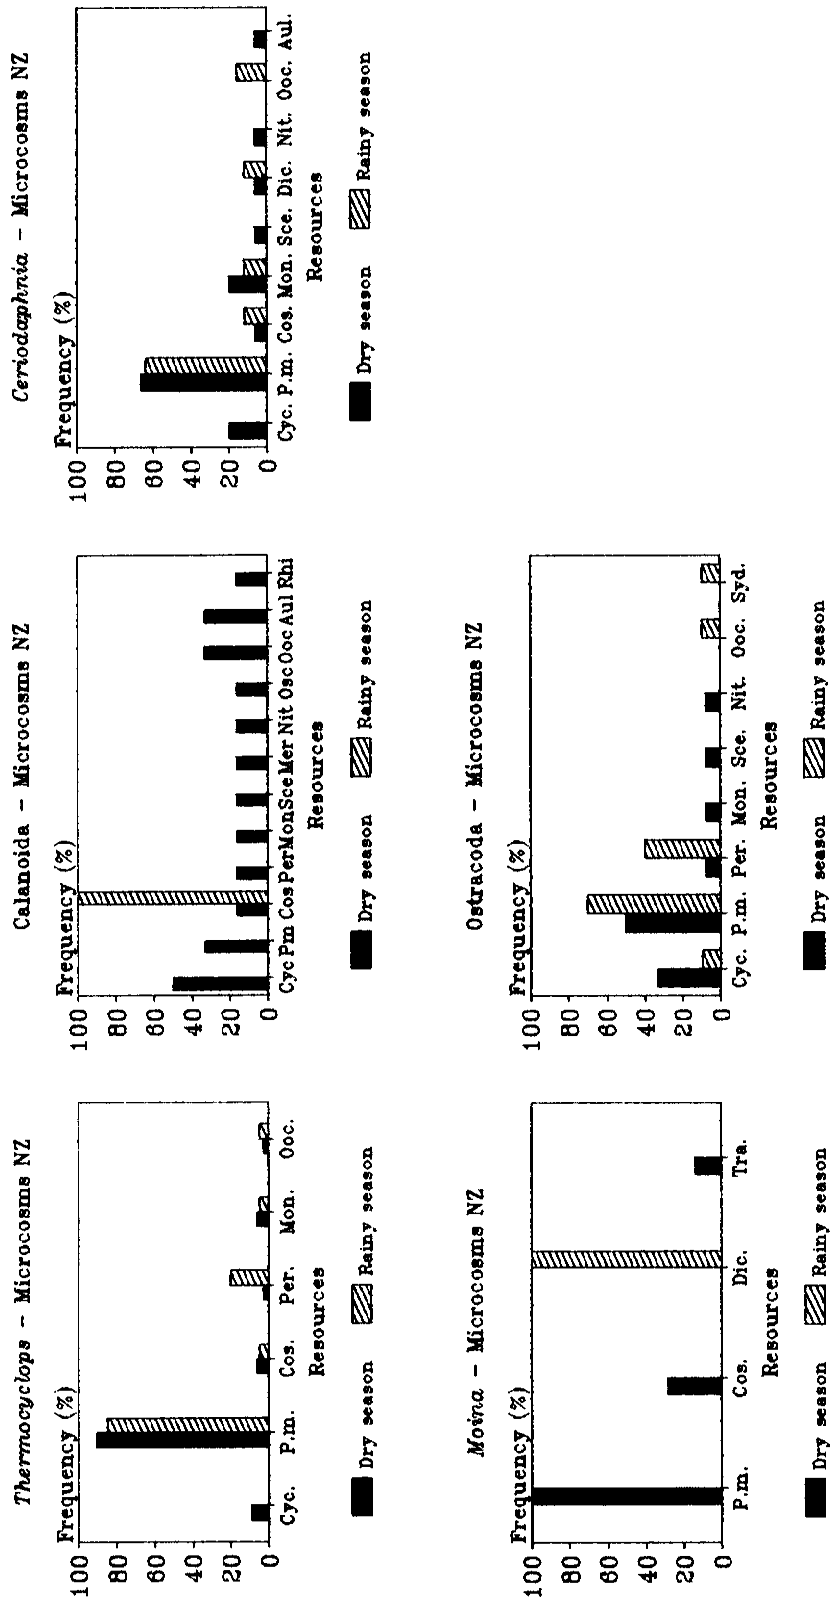 Thermocyclops - Microcosms NZ
Frequency (%)
100
80
60
40
20
0
Cyc. P.m. Cos. Per. Mon. Ooc.
Resources
Dry season Rainy season
Calanoida - Microcosms NZ
Frequency (%)
100
80
60
40
20
0
Cyc Pm Cos Per Mon Sce Mer Nit Osc Ooc Aul Rhi
Resources
Dry season Rainy season
Ceriodaphnia - Microcosms NZ
Frequency (%)
100
80
60
40
20
0
Cyc. P.m. Cos. Mon. Sce. Dic. Nit. Ooc. Aul.
Resources
Dry season Rainy season
Moina - Microcosms NZ
Frequency (%)
100
80
60
40
20
0
P.m. Cos. Dic. Tra.
Resources
Dry season Rainy season
Ostracoda - Microcosms NZ
Frequency (%)
100
80
60
40
20
0
Cyc. P.m. Per. Mon. Sce. Nit. Ooc. Syd.
Resources
Dry season Rainy season